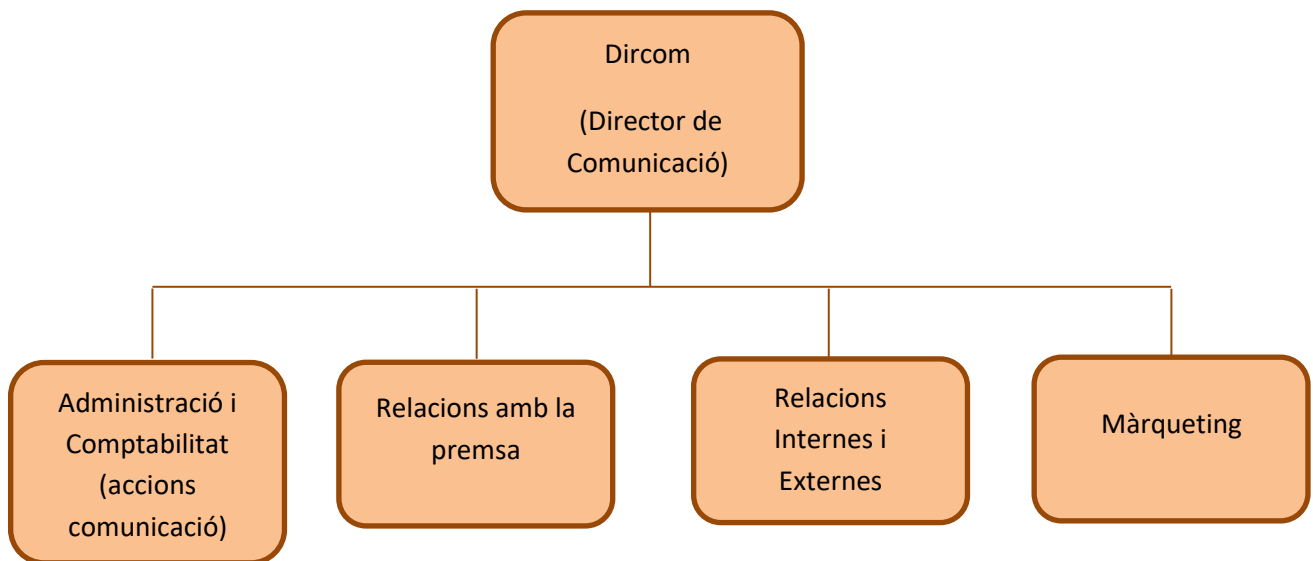 Dircom
(Director de
Comunicació)
Administració i
Comptabilitat
(accions
comunicació)
Relacions amb la
premsa
Relacions
Internes i
Externes
Màrqueting